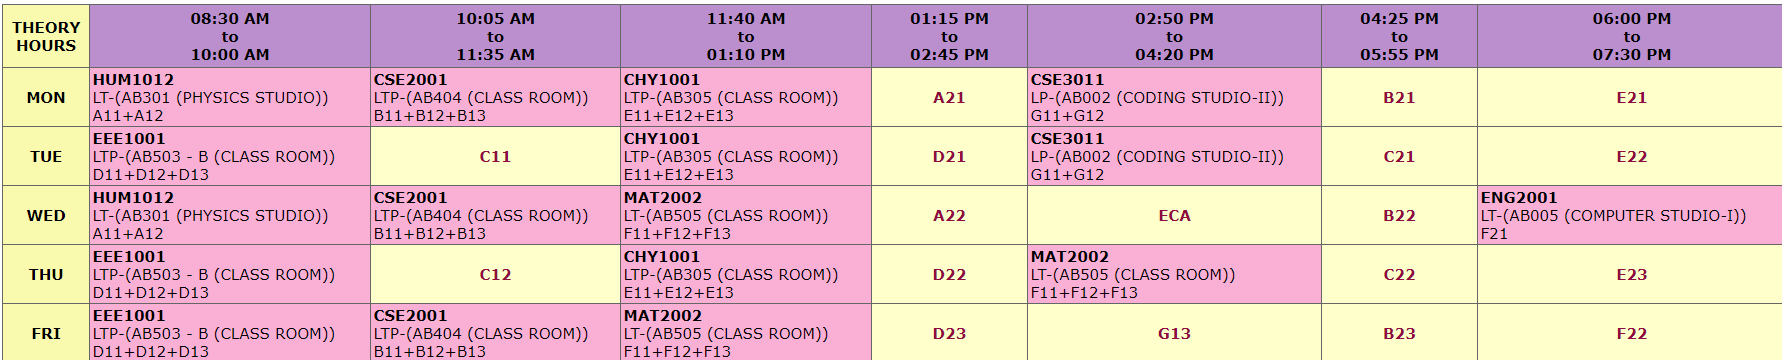 THEORY
HOURS
08:30 AM
to
10:00 AM
10:05 AM
to
11:35 AM
11:40 AM
to
01:10 PM
01:15 PM
to
02:45 PM
02:50 PM
to
04:20 PM
04:25 PM
to
05:55 PM
06:00 PM
to
07:30 PM
MON
HUM1012
LT-(AB301 (PHYSICS STUDIO))
A11+A12
CSE2001
LTP-(AB404 (CLASS ROOM))
B11+B12+B13
CHY1001
LTP-(AB305 (CLASS ROOM))
E11+E12+E13
A21
CSE3011
LP-(AB002 (CODING STUDIO-II))
G11+G12
B21
E21
TUE
EEE1001
LTP-(AB503 - B (CLASS ROOM))
D11+D12+D13
C11
CHY1001
LTP-(AB305 (CLASS ROOM))
E11+E12+E13
D21
CSE3011
LP-(AB002 (CODING STUDIO-II))
G11+G12
C21
E22
WED
HUM1012
LT-(AB301 (PHYSICS STUDIO))
A11+A12
CSE2001
LTP-(AB404 (CLASS ROOM))
B11+B12+B13
MAT2002
LT-(AB505 (CLASS ROOM))
F11+F12+F13
A22
ECA
B22
ENG2001
LT-(AB005 (COMPUTER STUDIO-I))
F21
THU
EEE1001
LTP-(AB503 - B (CLASS ROOM))
D11+D12+D13
C12
CHY1001
LTP-(AB305 (CLASS ROOM))
E11+E12+E13
D22
MAT2002
LT-(AB505 (CLASS ROOM))
F11+F12+F13
C22
E23
FRI
EEE1001
LTP-(AB503 - B (CLASS ROOM))
D11+D12+D13
CSE2001
LTP-(AB404 (CLASS ROOM))
B11+B12+B13
MAT2002
LT-(AB505 (CLASS ROOM))
F11+F12+F13
D23
G13
B23
F22